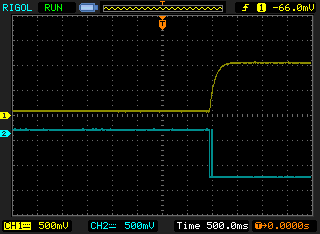 RIGOL RUN T 1 -66.0mV
T
1
2
CH1 500mV CH2 500mV Time 500.0ms T→0.0000s